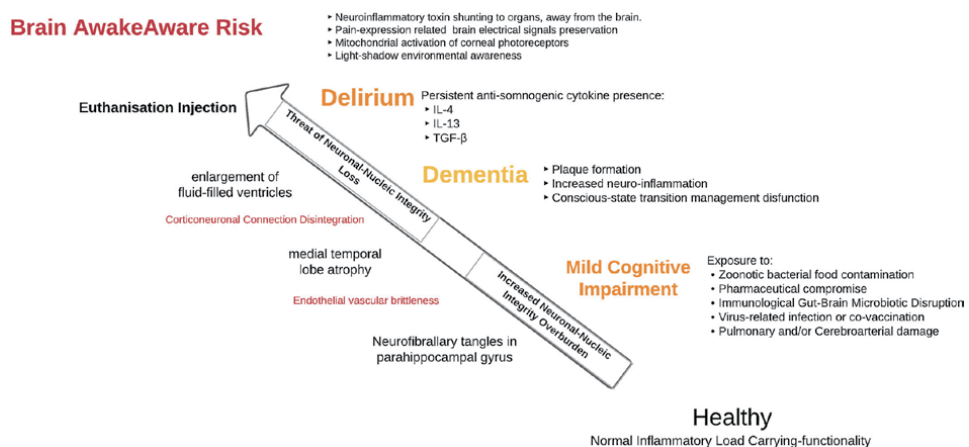 Brain AwakeAware Risk
‣ Neuroinflammatory toxin shunting to organs, away from the brain.
‣ Pain-expression related brain electrical signals preservation
‣ Mitochondrial activation of corneal photoreceptors
‣ Light-shadow environmental awareness
Euthanisation Injection
Delirium
Persistent anti-somnogenic cytokine presence:
‣ IL-4
‣ IL-13
‣ TGF-β
Threat of Neuronal-Nucleic Integrity
Loss
enlargement of
fluid-filled ventricles
Corticoneuronal Connection Disintegration
Dementia
‣ Plaque formation
‣ Increased neuro-inflammation
‣ Conscious-state transition management disfunction
medial temporal
lobe atrophy
Endothelial vascular brittleness
Increased Neuronal-Nucleic
Integrity Overburden
Mild Cognitive
Impairment
Exposure to:
• Zoonotic bacterial food contamination
• Pharmaceutical compromise
• Immunological Gut-Brain Microbiotic Disruption
• Virus-related infection or co-vaccination
• Pulmonary and/or Cerebroarterial damage
Neurofibrallary tangles in
parahippocampal gyrus
Healthy
Normal Inflammatory Load Carrying-functionality